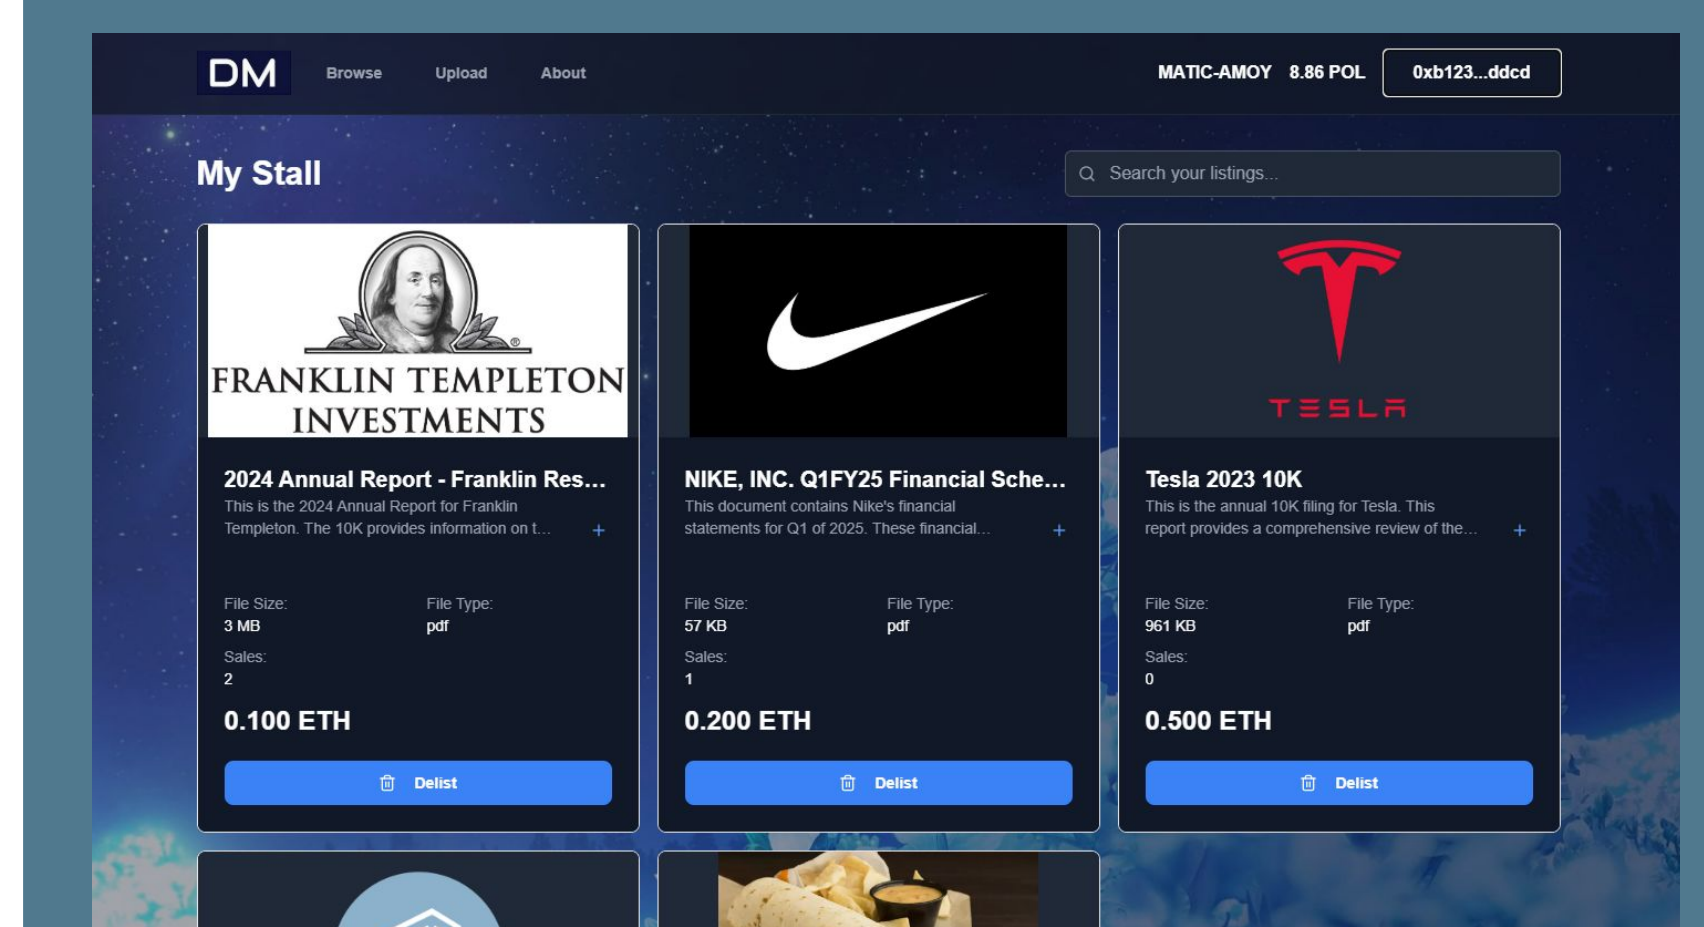 DM
Browse
Upload
About
MATIC-AMOY 8.86 POL
0xb123...ddcd
My Stall
Search your listings...
FRANKLIN TEMPLETON
INVESTMENTS
2024 Annual Report - Franklin Res...
This is the 2024 Annual Report for Franklin
Templeton. The 10K provides information on t...
+
File Size:
File Type:
3 MB
pdf
Sales:
2
0.100 ETH
Delist
NIKE, INC. Q1FY25 Financial Sche...
This document contains Nike's financial
statements for Q1 of 2025. These financial...
+
File Size:
File Type:
57 KB
pdf
Sales:
1
0.200 ETH
Delist
TESLA
Tesla 2023 10K
This is the annual 10K filing for Tesla. This
report provides a comprehensive review of the...
+
File Size:
File Type:
961 KB
pdf
Sales:
0
0.500 ETH
Delist